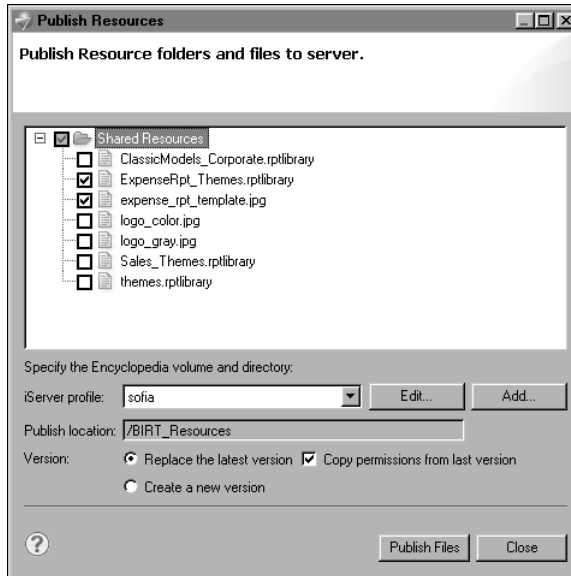 Publish Resources
Publish Resource folders and files to server.
Shared Resources
ClassicModels_Corporate.rptlibrary
ExpenseRpt_Themes.rptlibrary
expense_rpt_template.jpg
logo_color.jpg
logo_gray.jpg
Sales_Themes.rptlibrary
themes.rptlibrary
Specify the Encyclopedia volume and directory:
iServer profile: sofia Edit... Add...
Publish location: /BIRT_Resources
Version: Replace the latest version Copy permissions from last version
Create a new version
? Publish Files Close